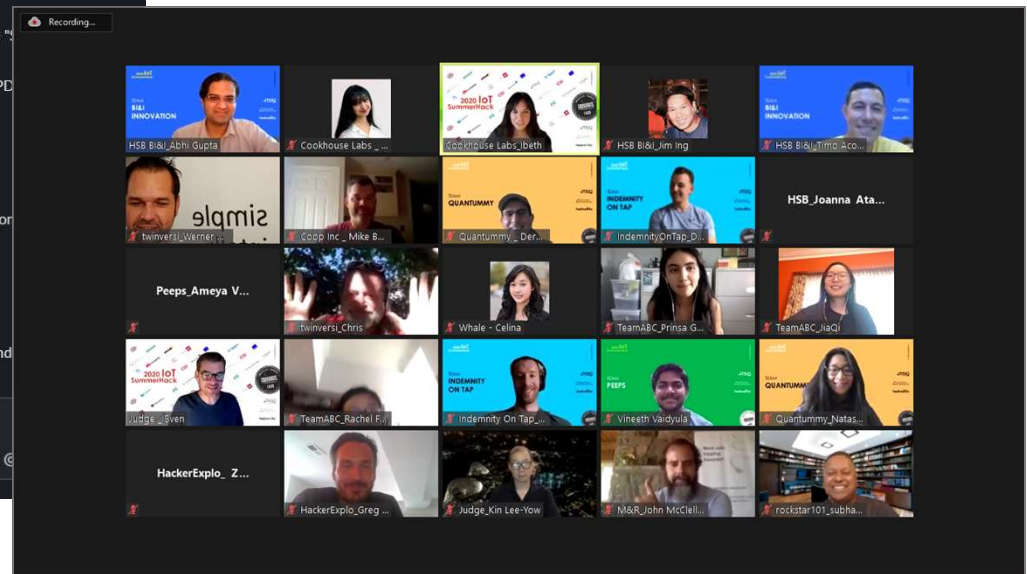 Recording...
BI&I
INNOVATION
HSB BI&I_Abhi Gupta
Cookhouse Labs _ ...
2020 IoT
SummerHack
Cookhouse Labs_Ibeth
HSB BI&I_Jim Ing
BI&I
INNOVATION
HSB BI&I_Timo Aco...
simple
twinversi_Werner ...
Coop Inc _ Mike B...
QUANTUMMY
Quantummy _ Der...
INDEMNITY
ON TAP
IndemnityOnTap_D...
HSB_Joanna Ata...
Peeps_Ameya V...
twinversi_Chris
Whale - Celina
TeamABC_Prinsa G...
TeamABC_JiaQi
2020 IoT
SummerHack
Judge _ Sven
TeamABC_Rachel F...
INDEMNITY
ON TAP
Indemnity On Tap_...
PEEPS
Vineeth Vaidyula
QUANTUMMY
Quantummy_Natas...
HackerExplo_ Z...
HackerExplo_Greg ...
Judge_Kin Lee-Yow
M&R_John McClell...
rockstar101_subha...